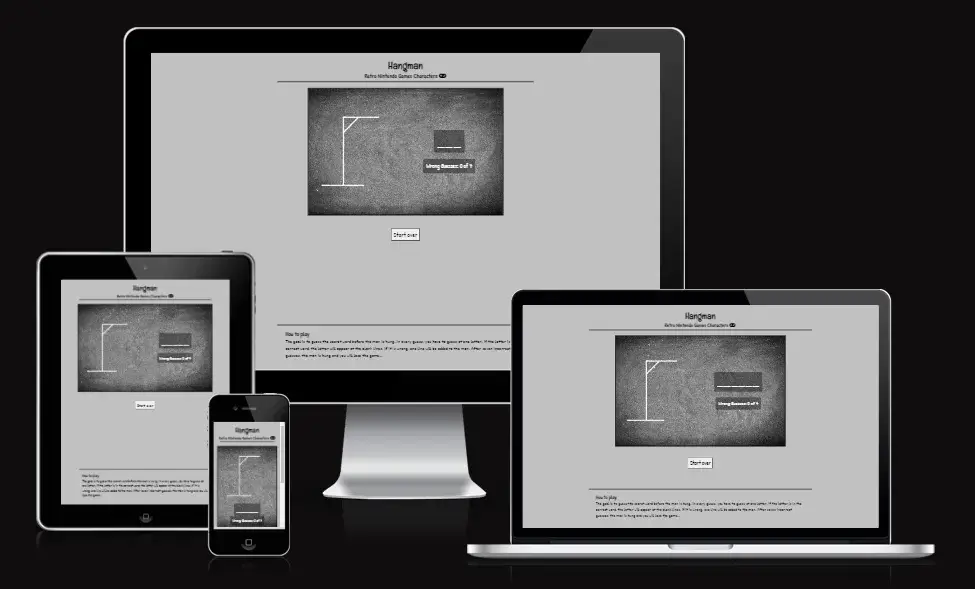 Hangman
Retro Nintendo Games Characters
Wrong Guesses: 0 of 7
Start over
How to play
The goal is to guess the secret word before the man is hung. In every guess, you have to guess at one letter. If the letter is
correct word, the letter will appear at the blank lines. If it is wrong, one line will be added to the man. After seven incorrect
guesses, the man is hung and you will lose the game...
Hangman
Retro Nintendo Games Characters
Wrong Guesses: 0 of 7
Start over
How to play
Hangman
Retro Nintendo Games Characters
Wrong Guesses: 0 of 7
Hangman
Retro Nintendo Games Characters
Wrong Guesses: 0 of 7
Start over
How to play
The goal is to guess the secret word before the man is hung. In every guess, you have to guess at one letter. If the letter is in the
correct word, the letter will appear at the blank lines. If it is wrong, one line will be added to the man. After seven incorrect
guesses, the man is hung and you will lose the game...